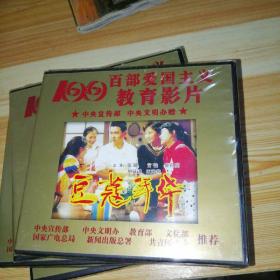 100 百部爱国主义
教育影片
★ 中央宣传部 中央文明办赠 ★
豆蔻年华
中央宣传部 中央文明办 教育部 文化部
国家广电总局 新闻出版总署 共青团中央 推荐